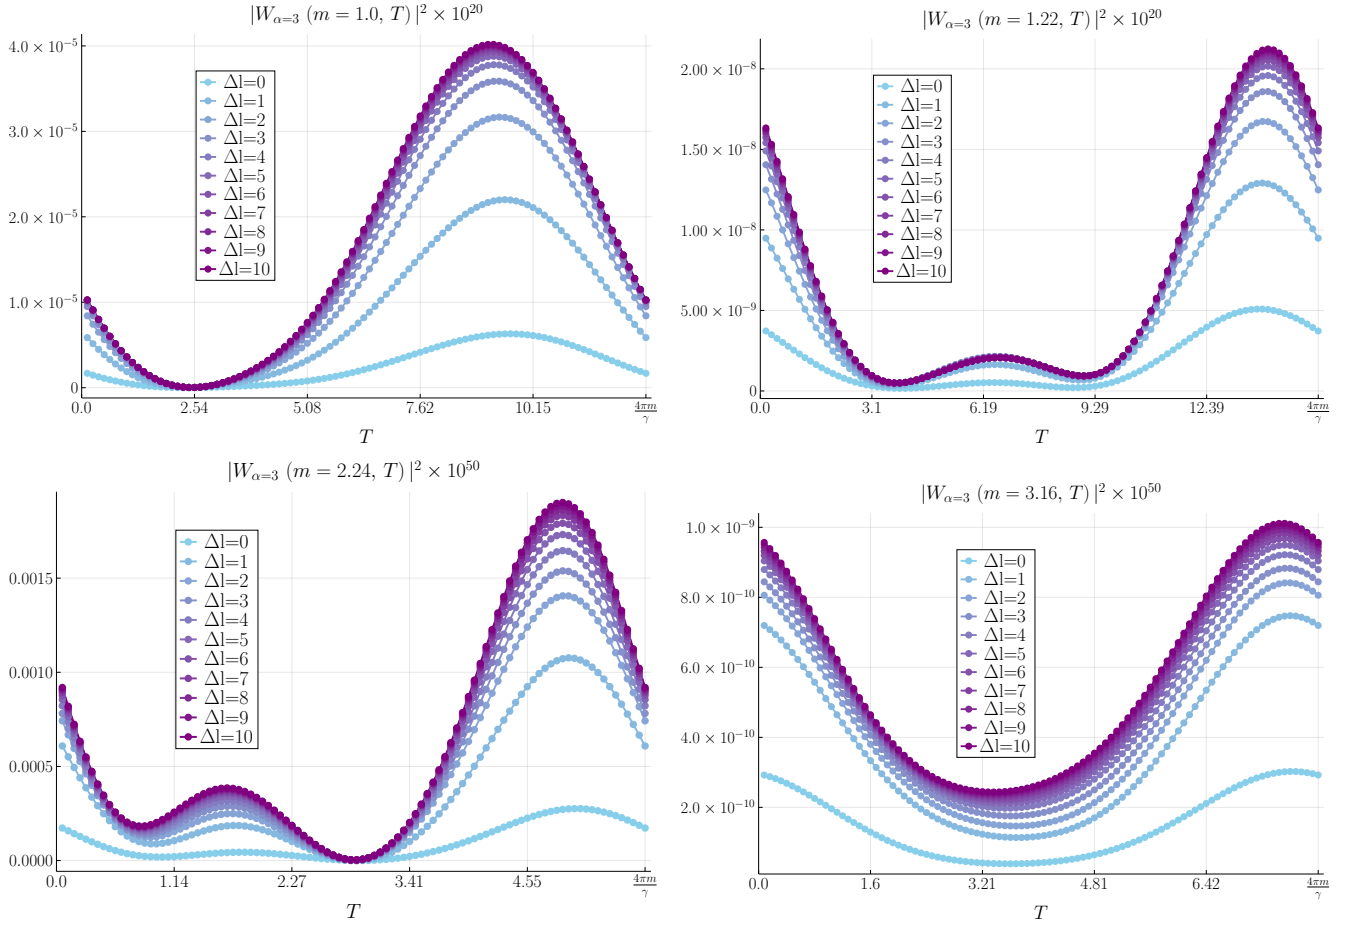 |W_{α=3} (m = 1.0, T) |² × 10²⁰
4.0 × 10⁻⁵
3.0 × 10⁻⁵
2.0 × 10⁻⁵
1.0 × 10⁻⁵
0
Δl=0
Δl=1
Δl=2
Δl=3
Δl=4
Δl=5
Δl=6
Δl=7
Δl=8
Δl=9
Δl=10
0.0 2.54 5.08 7.62 10.15 4πm/γ
T
|W_{α=3} (m = 1.22, T) |² × 10²⁰
2.00 × 10⁻⁸
1.50 × 10⁻⁸
1.00 × 10⁻⁸
5.00 × 10⁻⁹
0
Δl=0
Δl=1
Δl=2
Δl=3
Δl=4
Δl=5
Δl=6
Δl=7
Δl=8
Δl=9
Δl=10
0.0 3.1 6.19 9.29 12.39 4πm/γ
T
|W_{α=3} (m = 2.24, T) |² × 10⁵⁰
0.0015
0.0010
0.0005
0.0000
Δl=0
Δl=1
Δl=2
Δl=3
Δl=4
Δl=5
Δl=6
Δl=7
Δl=8
Δl=9
Δl=10
0.0 1.14 2.27 3.41 4.55 4πm/γ
T
|W_{α=3} (m = 3.16, T) |² × 10⁵⁰
1.0 × 10⁻⁹
8.0 × 10⁻¹⁰
6.0 × 10⁻¹⁰
4.0 × 10⁻¹⁰
2.0 × 10⁻¹⁰
Δl=0
Δl=1
Δl=2
Δl=3
Δl=4
Δl=5
Δl=6
Δl=7
Δl=8
Δl=9
Δl=10
0.0 1.6 3.21 4.81 6.42 4πm/γ
T